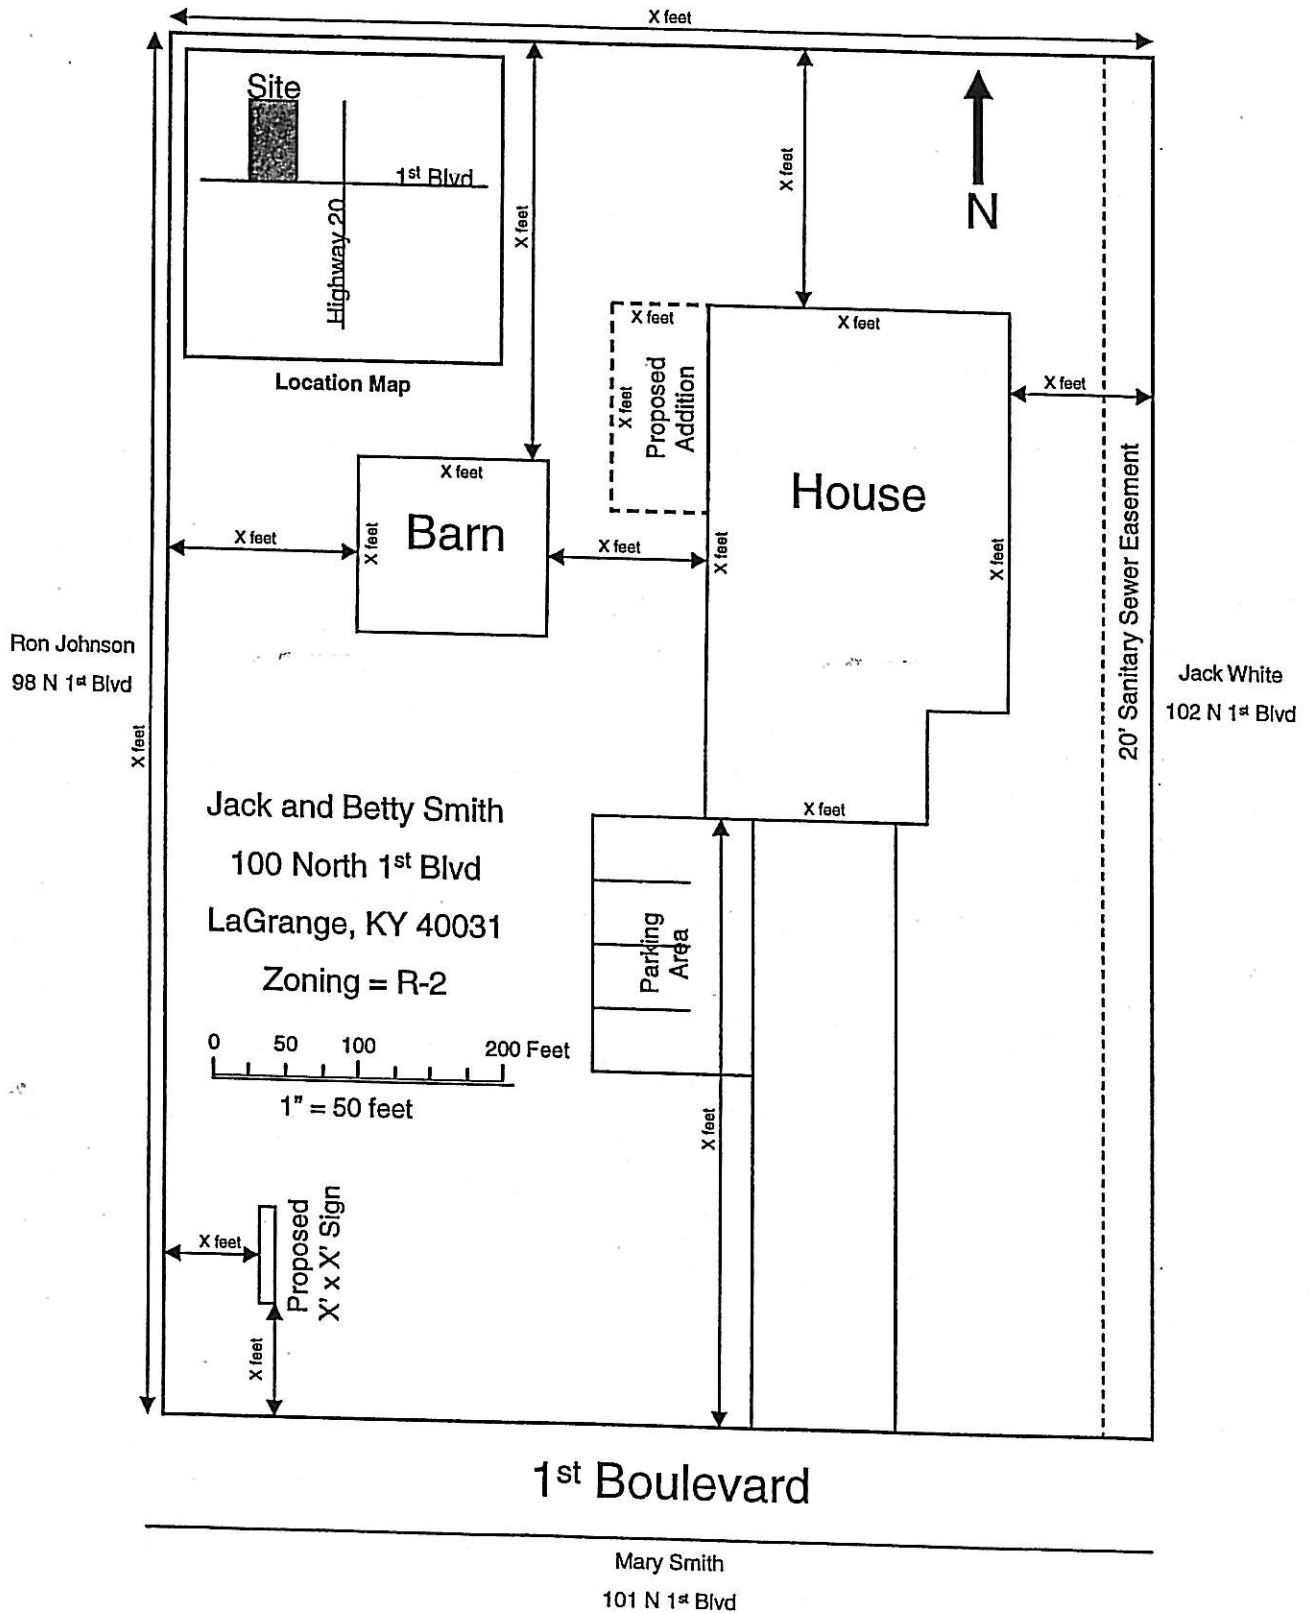 X feet
Site
1st Blvd
Highway 20
Location Map
X feet
X feet
N
X feet
X feet
Proposed
Addition
X feet
X feet
House
X feet
Barn
X feet
X feet
X feet
X feet
X feet
20' Sanitary Sewer Easement
Ron Johnson
98 N 1st Blvd
X feet
Jack White
102 N 1st Blvd
Jack and Betty Smith
100 North 1st Blvd
LaGrange, KY 40031
Zoning = R-2
X feet
Parking
Area
0 50 100 200 Feet
1" = 50 feet
X feet
X feet
Proposed
X' x X' Sign
X feet
1st Boulevard
Mary Smith
101 N 1st Blvd